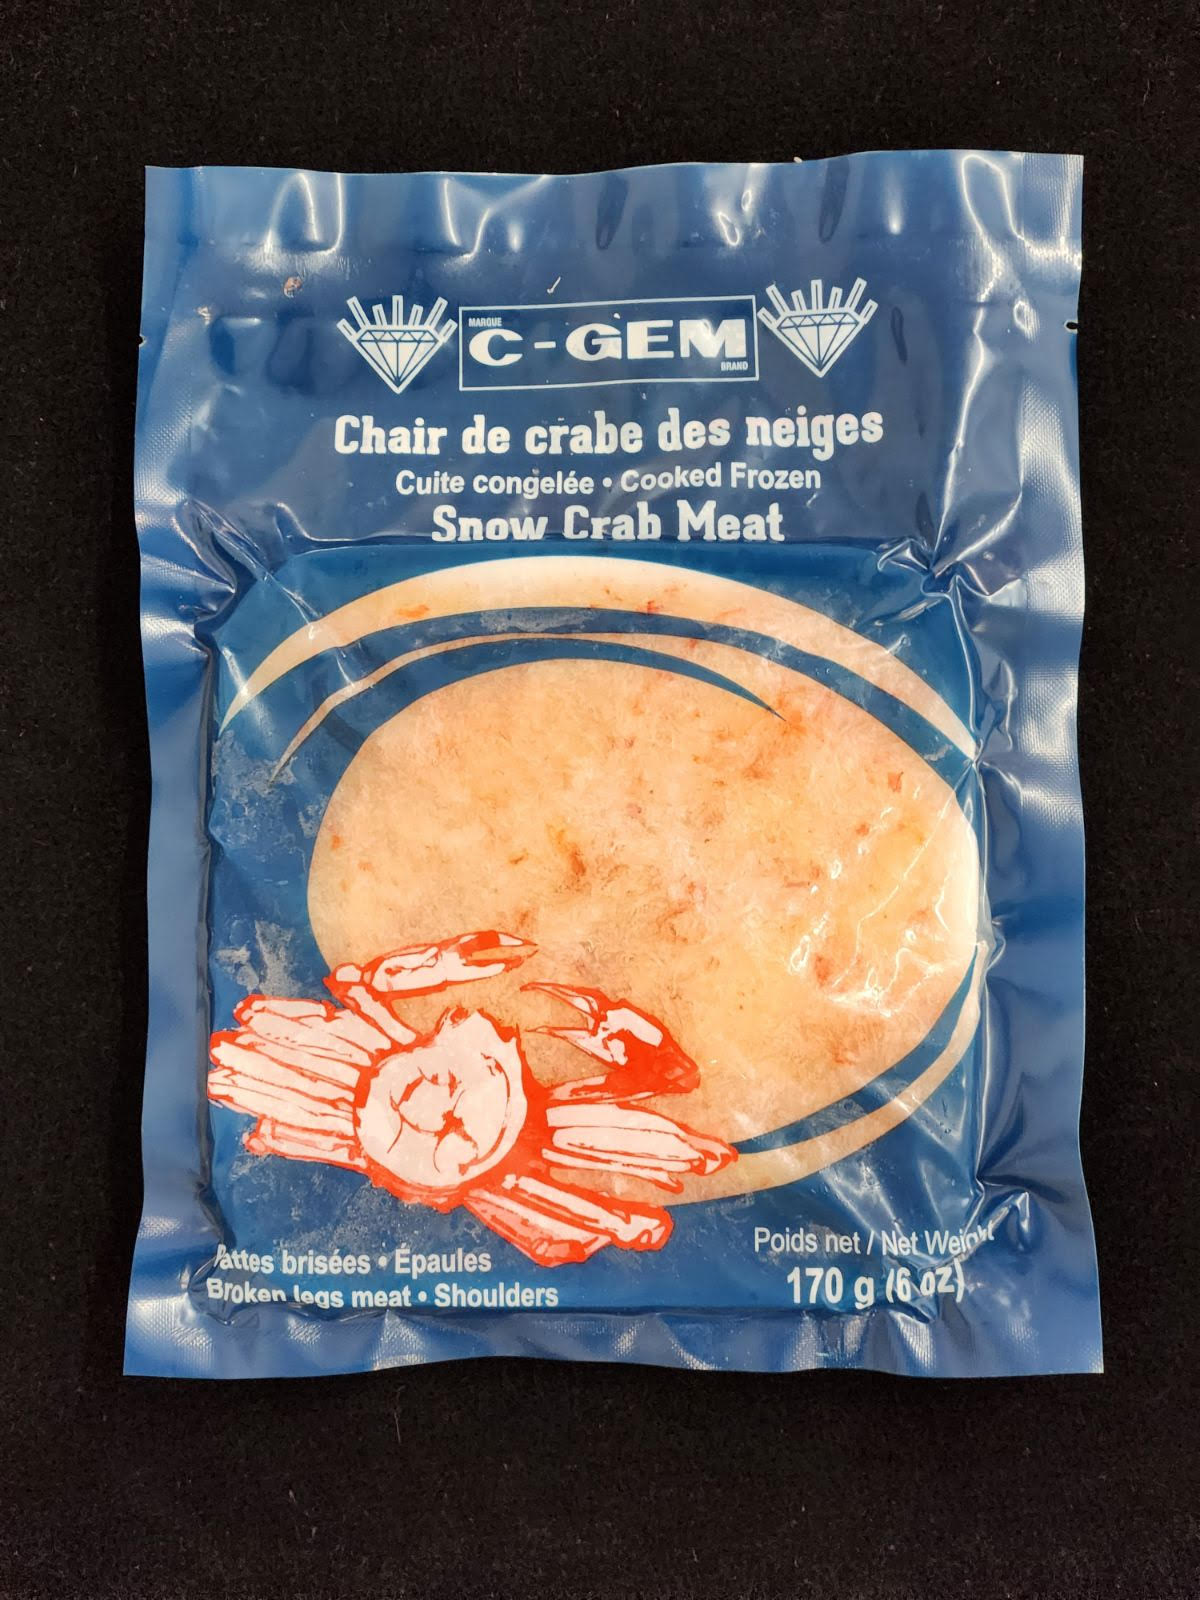 MARQUE
C-GEM
BRAND
Chair de crabe des neiges
Cuite congelée • Cooked Frozen
Snow Crab Meat
Pattes brisées • Épaules
Broken legs meat • Shoulders
Poids net / Net Weight
170 g (6 oz)